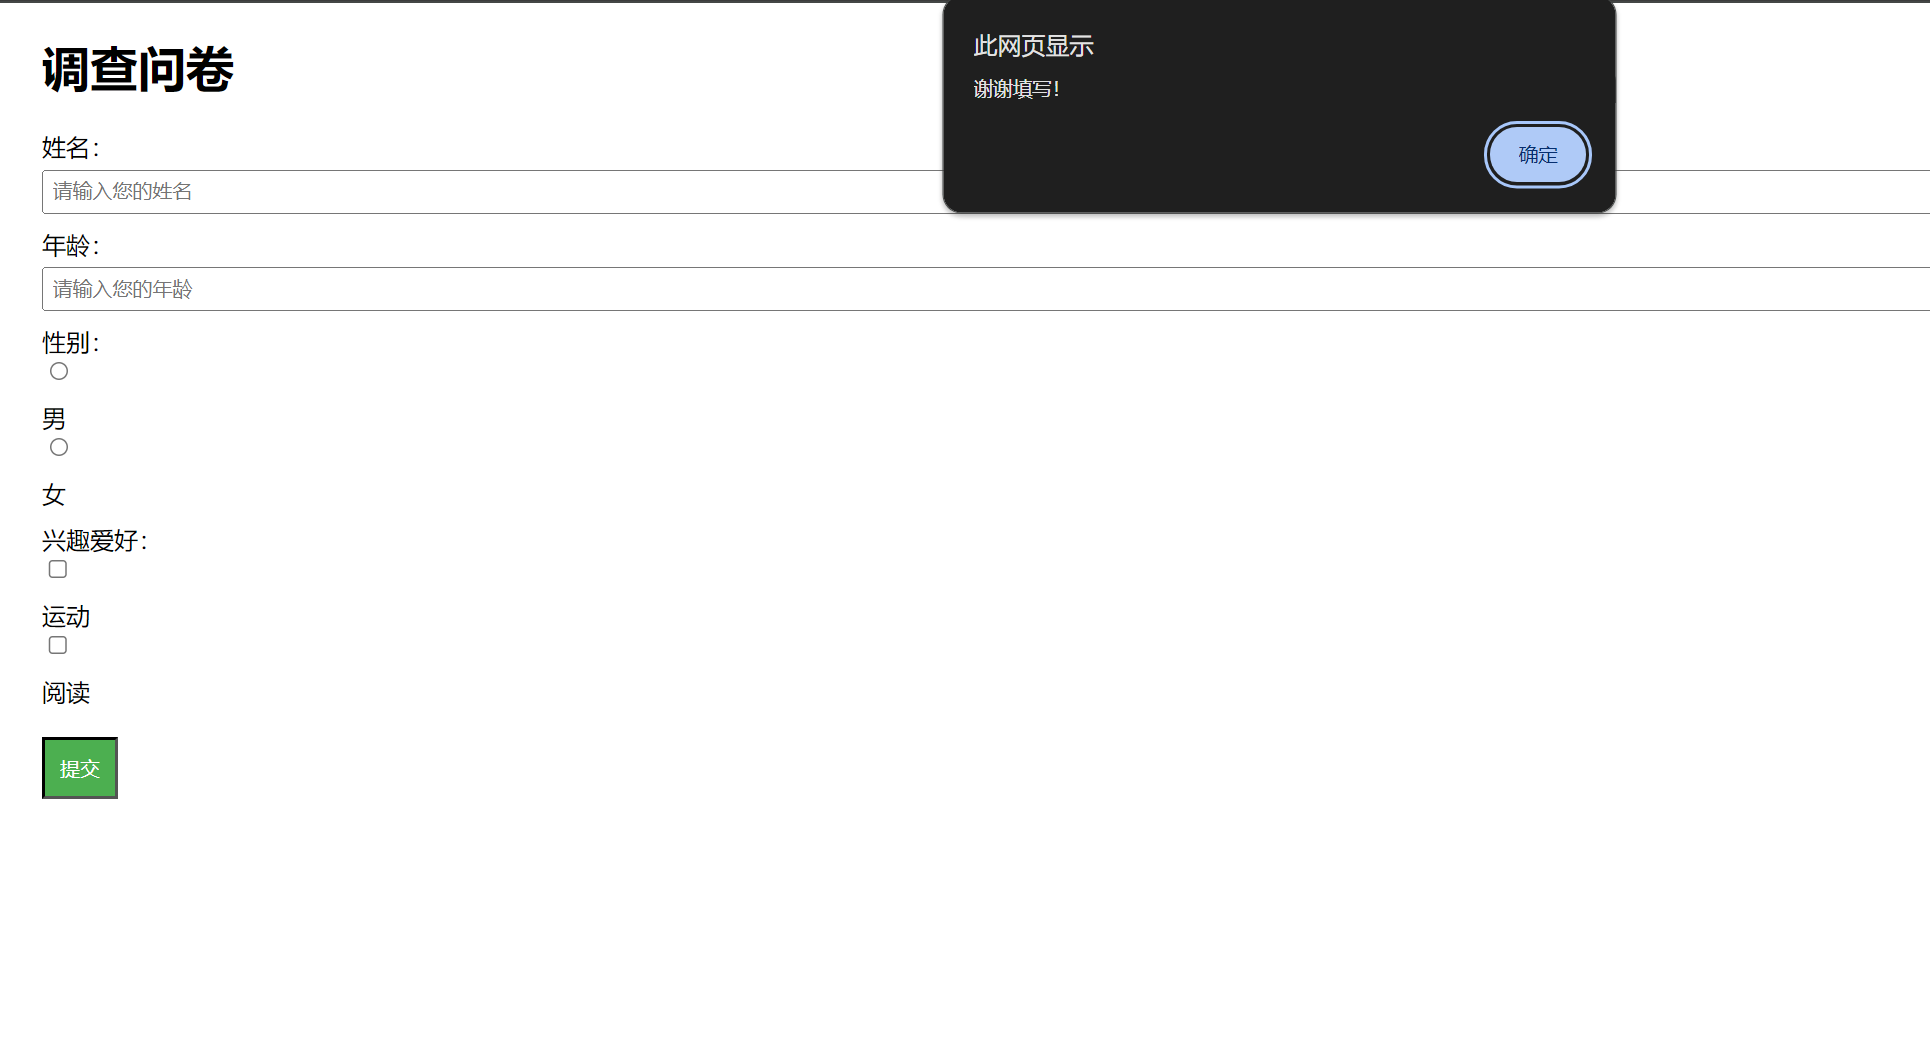 调查问卷
此网页显示
谢谢填写！
确定
姓名：
请输入您的姓名
年龄：
请输入您的年龄
性别：
男
女
兴趣爱好：
运动
阅读
提交